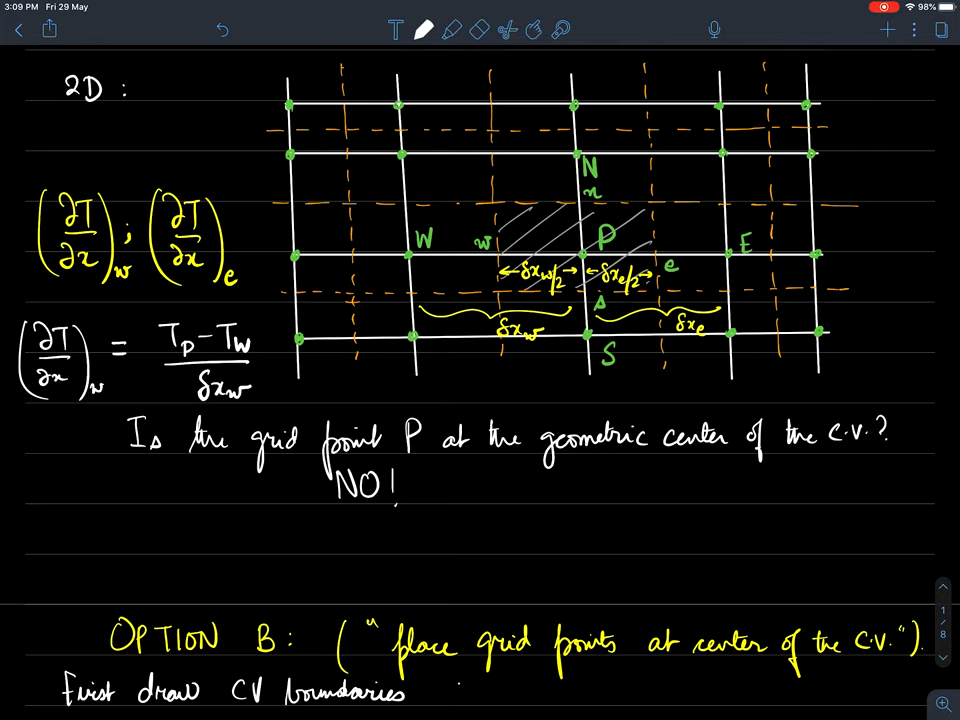 3:09 PM Fri 29 May
98%
T
2D :
N
n
W
w
P
E
e
δxw/2
δxe/2
s
δxw
δxe
S
(∂T/∂x)w ; (∂T/∂x)e
(∂T/∂x)w = (TP − TW)/δxw
Is the grid point P at the geometric center of the c.v.?
NO!
OPTION B: ("place grid points at center of the c.v.").
First draw CV boundaries
1
/
8